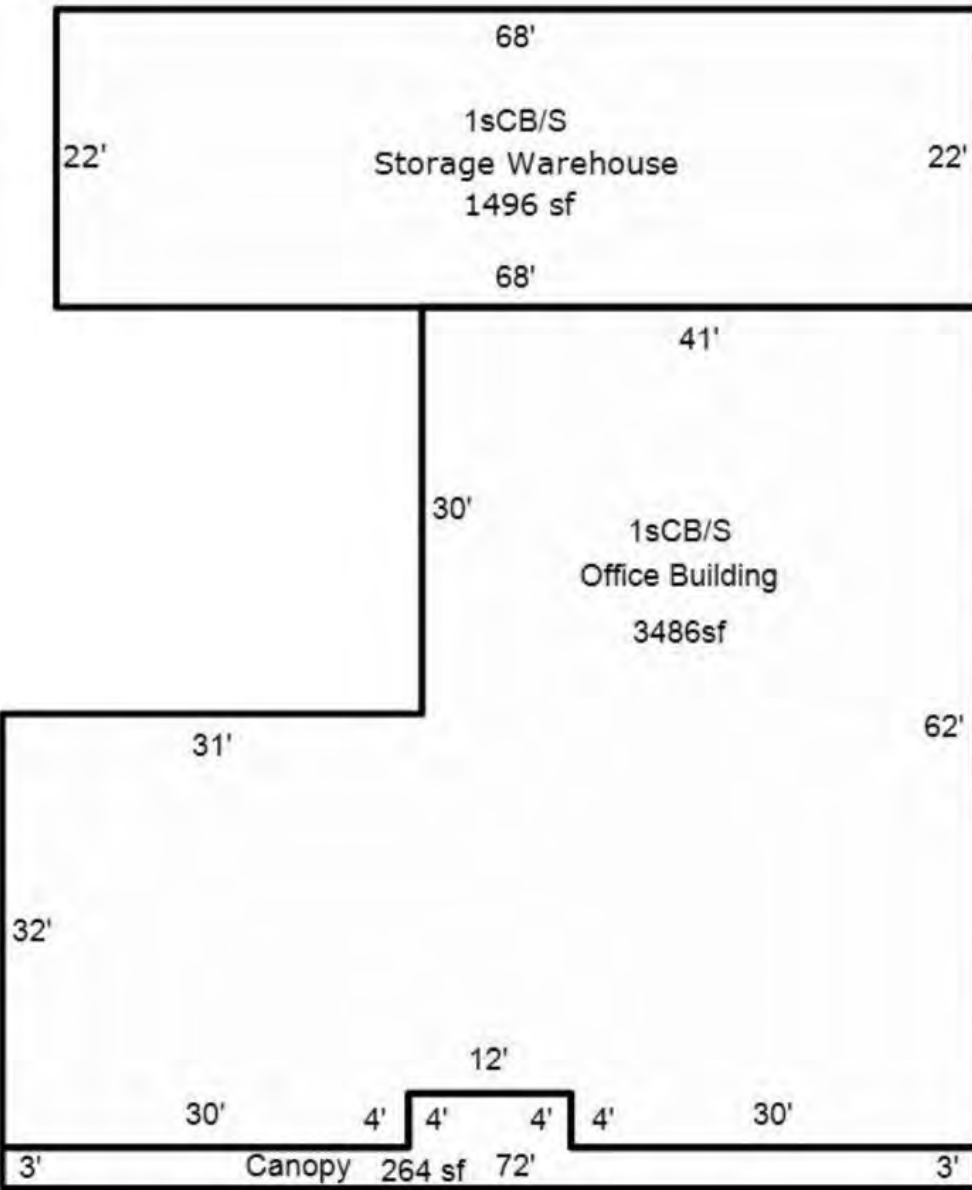 68'
1sCB/S
22'
Storage Warehouse
22'
1496 sf
68'
41'
30'
1sCB/S
Office Building
3486sf
31'
62'
32'
12'
30' 4' 4' 4' 4' 30'
3' Canopy 264 sf 72' 3'